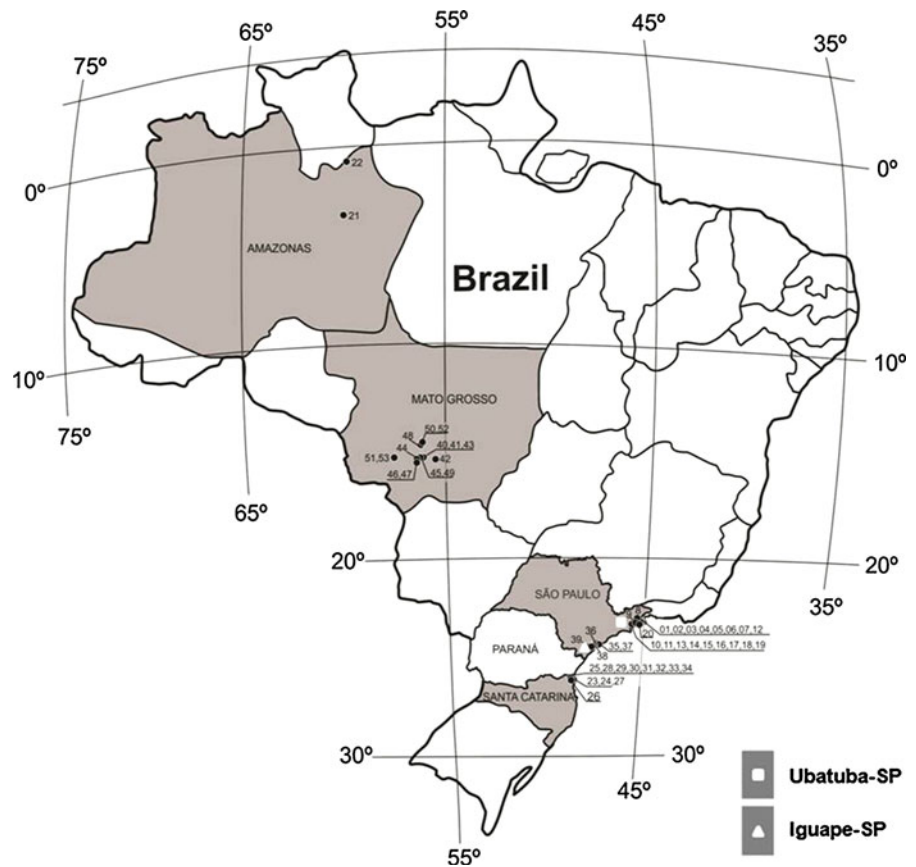 55º
65º
45º
75º
35º
22
0º
0º
21
AMAZONAS
Brazil
10º
10º
MATO GROSSO
75º
50,52
48
44
40,41,43
51,53
42
46,47
45,49
65º
20º
20º
35º
SÃO PAULO
8
9
20
01,02,03,04,05,06,07,12
36
39
35,37
10,11,13,14,15,16,17,18,19
38
PARANÁ
25,28,29,30,31,32,33,34
23,24,27
SANTA CATARINA
26
30º
30º
45º
55º
Ubatuba-SP
Iguape-SP